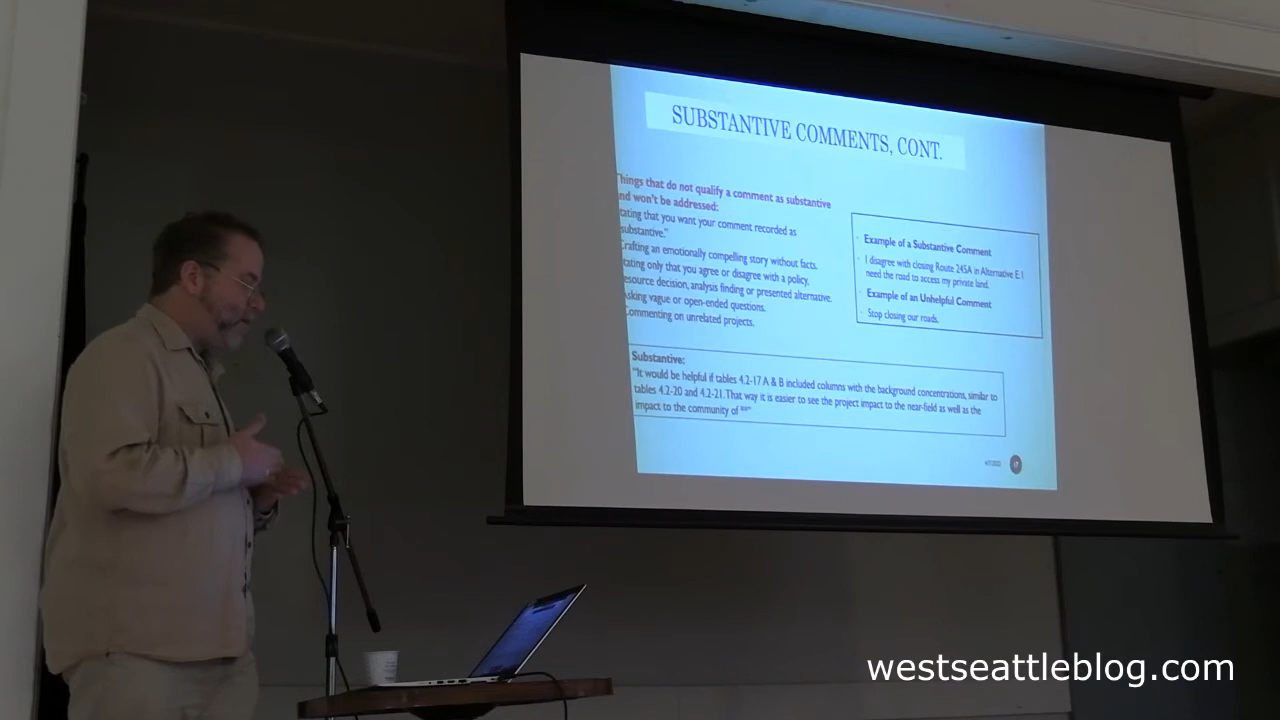 SUBSTANTIVE COMMENTS, CONT.
Things that do not qualify a comment as substantive
nd won't be addressed:
tating that you want your comment recorded as
substantive."
Crafting an emotionally compelling story without facts.
tating only that you agree or disagree with a policy,
esource decision, analysis finding or presented alternative.
sking vague or open-ended questions.
Commenting on unrelated projects.
Example of a Substantive Comment
I disagree with closing Route 245A in Alternative E. I
need the road to access my private land.
Example of an Unhelpful Comment
Stop closing our roads.
Substantive:
"It would be helpful if tables 4.2-17 A & B included columns with the background concentrations, similar to
tables 4.2-20 and 4.2-21. That way it is easier to see the project impact to the near-field as well as the
impact to the community of
westseattleblog.com